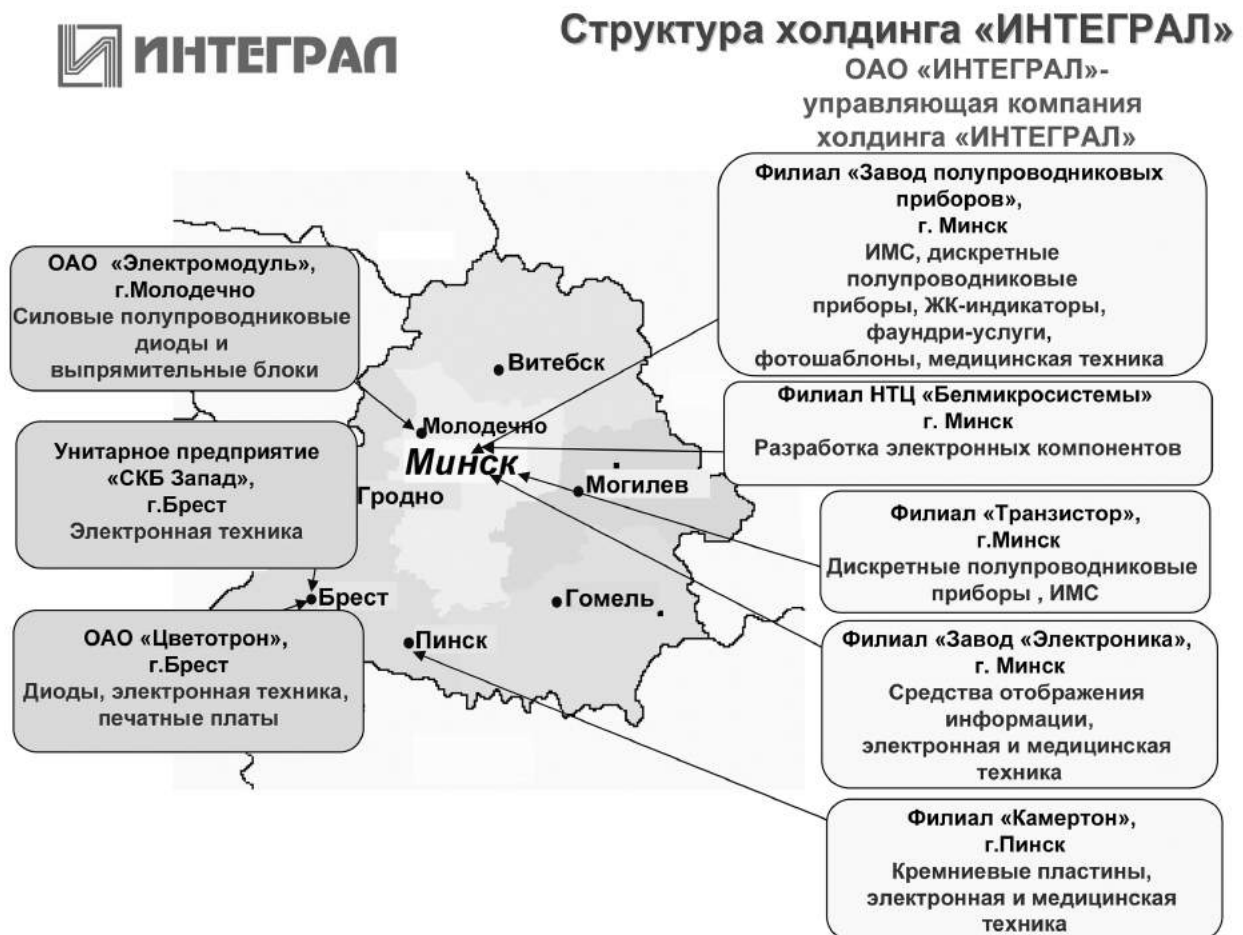 ИНТЕГРАЛ
Структура холдинга «ИНТЕГРАЛ»
ОАО «ИНТЕГРАЛ»-
управляющая компания
холдинга «ИНТЕГРАЛ»
Филиал «Завод полупроводниковых
приборов»,
г. Минск
ИМС, дискретные
полупроводниковые
приборы, ЖК-индикаторы,
фаундри-услуги,
фотошаблоны, медицинская техника
ОАО «Электромодуль»,
г.Молодечно
Силовые полупроводниковые
диоды и
выпрямительные блоки
Витебск
Филиал НТЦ «Белмикросистемы»
г. Минск
Разработка электронных компонентов
Молодечно
Минск
Унитарное предприятие
«СКБ Запад»,
г.Брест
Электронная техника
Гродно
Могилев
Филиал «Транзистор»,
г.Минск
Дискретные полупроводниковые
приборы , ИМС
Брест
Гомель
ОАО «Цветотрон»,
г.Брест
Диоды, электронная техника,
печатные платы
Пинск
Филиал «Завод «Электроника»,
г. Минск
Средства отображения
информации,
электронная и медицинская
техника
Филиал «Камертон»,
г.Пинск
Кремниевые пластины,
электронная и медицинская
техника